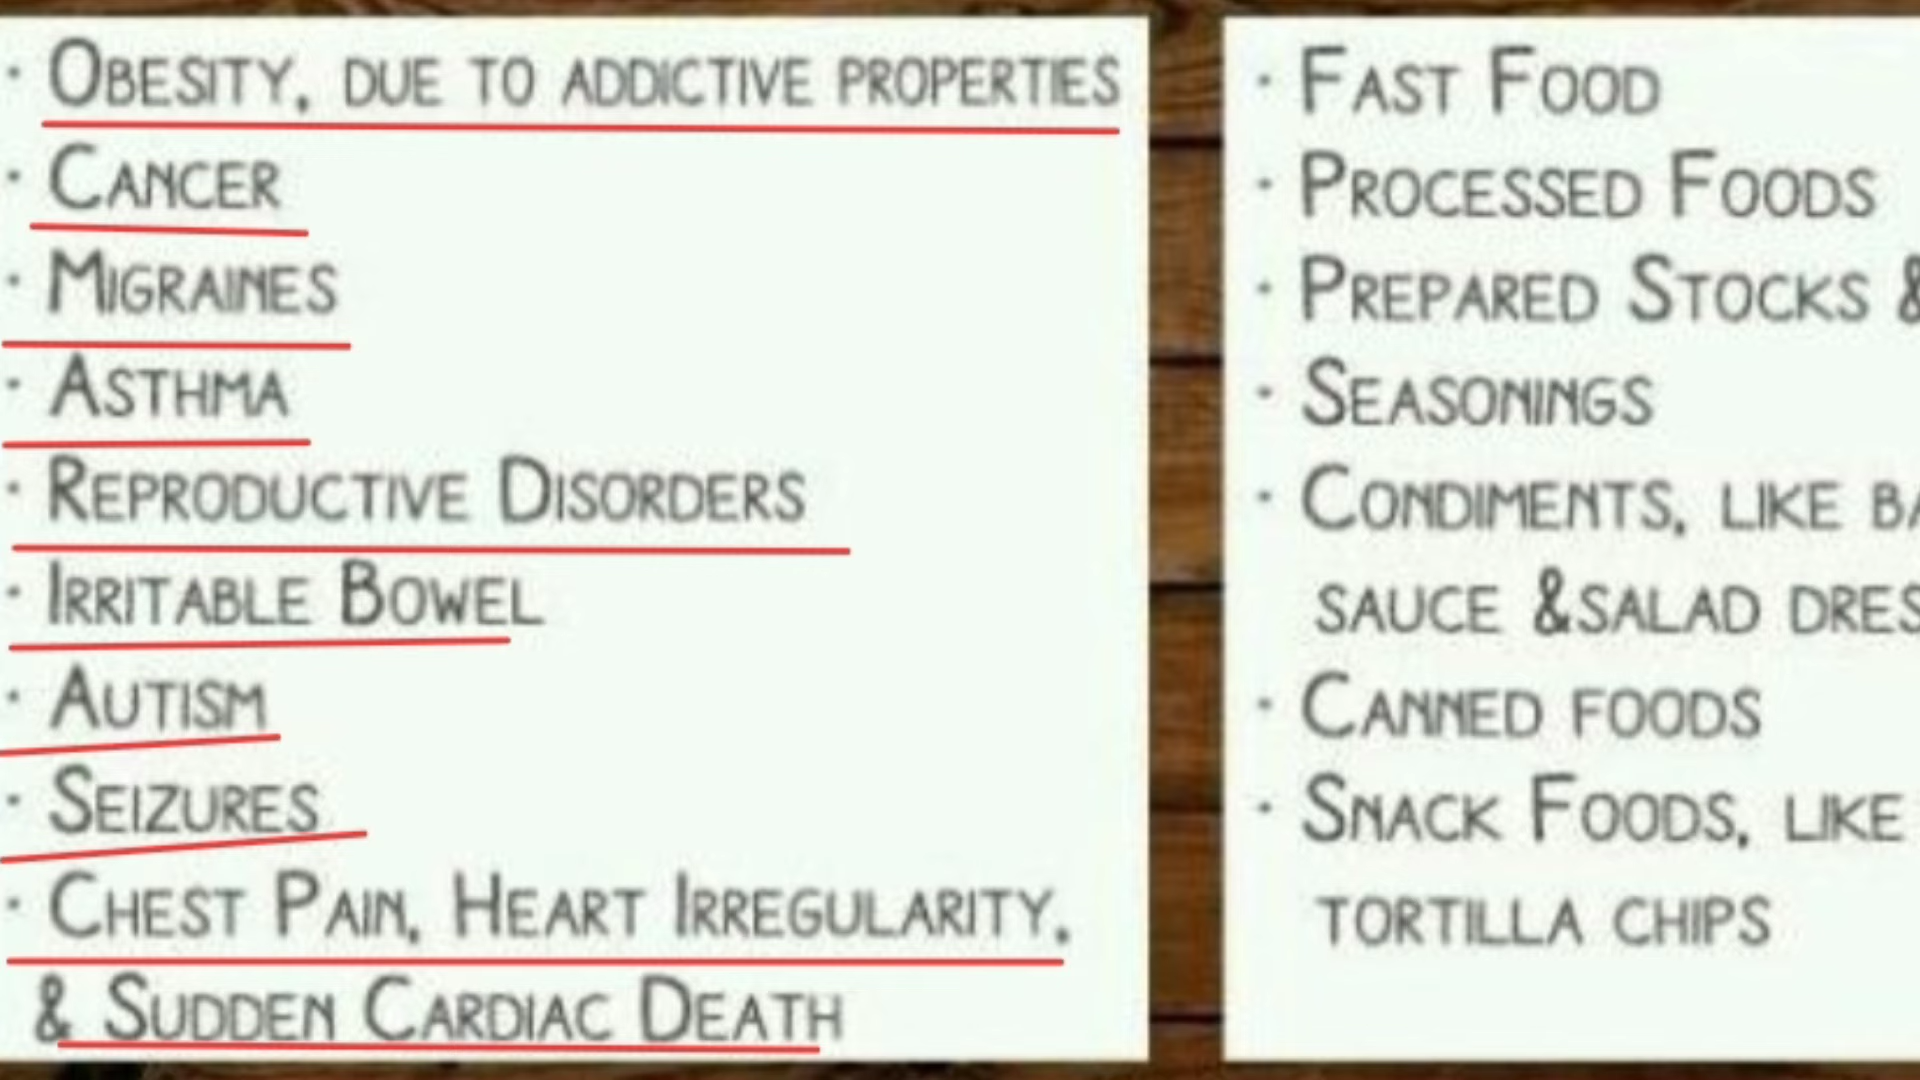 · Obesity, due to addictive properties
· Cancer
· Migraines
· Asthma
· Reproductive Disorders
· Irritable Bowel
· Autism
· Seizures
· Chest Pain, Heart Irregularity,
& Sudden Cardiac Death
· Fast Food
· Processed Foods
· Prepared Stocks &
· Seasonings
· Condiments, like
sauce &salad
· Canned foods
· Snack Foods, like
tortilla chips